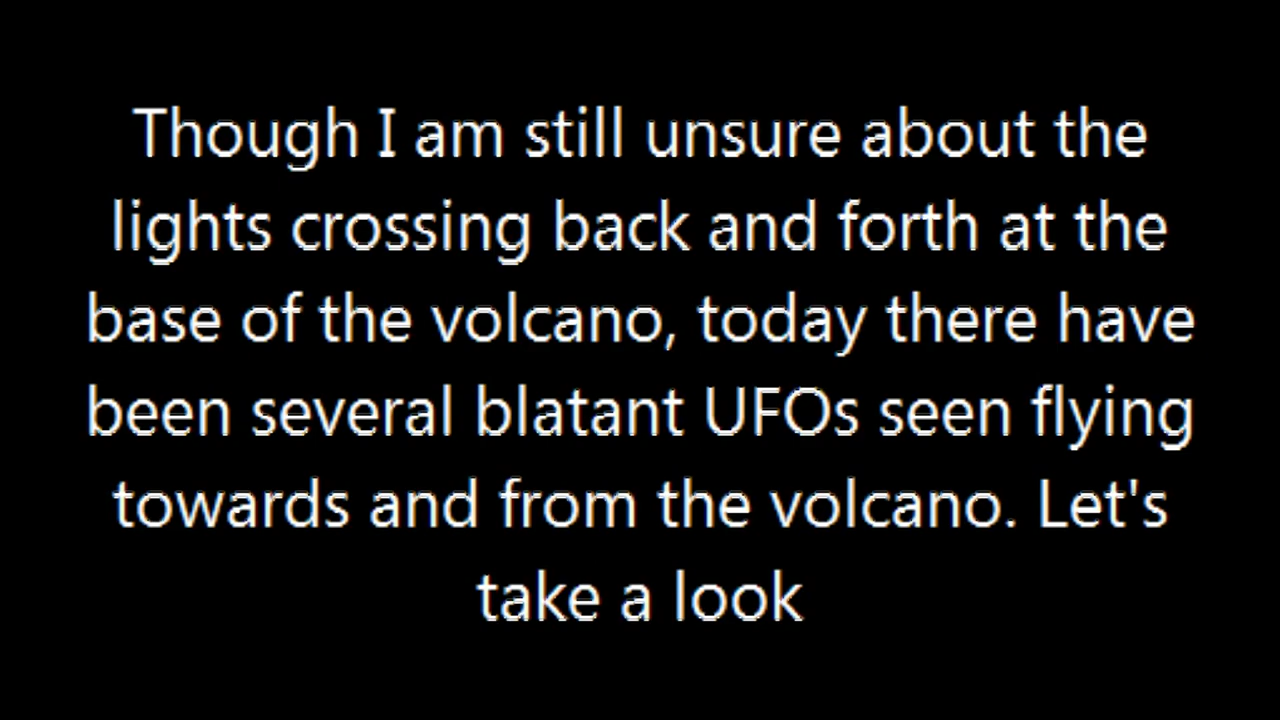 Though I am still unsure about the
lights crossing back and forth at the
base of the volcano, today there have
been several blatant UFOs seen flying
towards and from the volcano. Let's
take a look